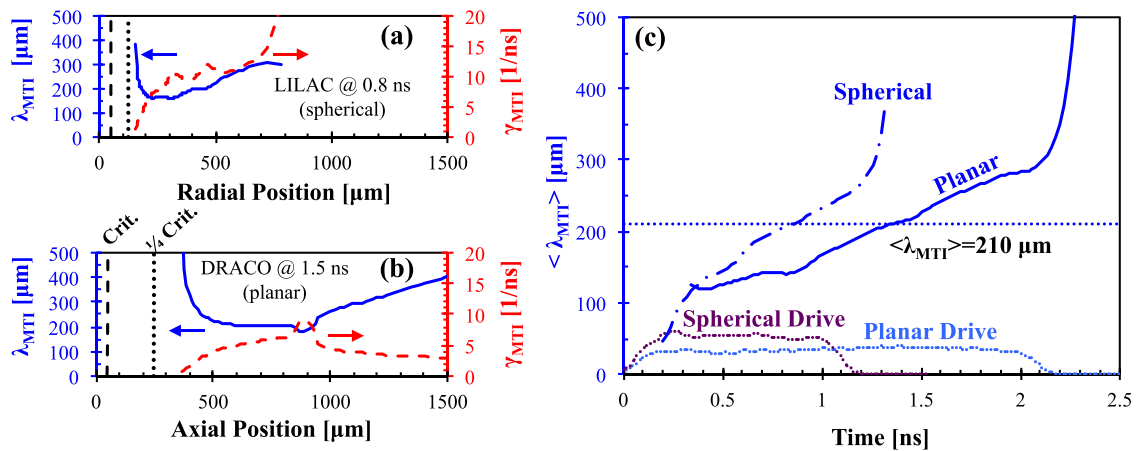 500
400
300
200
100
0
λMTI [µm]
(a)
LILAC @ 0.8 ns
(spherical)
20
15
10
5
0
γMTI [1/ns]
0
500
1000
1500
Radial Position [µm]
Crit.
¼ Crit.
500
400
300
200
100
0
λMTI [µm]
DRACO @ 1.5 ns
(planar)
(b)
20
15
10
5
0
γMTI [1/ns]
0
500
1000
1500
Axial Position [µm]
500
400
300
200
100
0
< λMTI> [µm]
(c)
Spherical
Planar
<λMTI>=210 µm
Spherical Drive
Planar Drive
0
0.5
1
1.5
2
2.5
Time [ns]